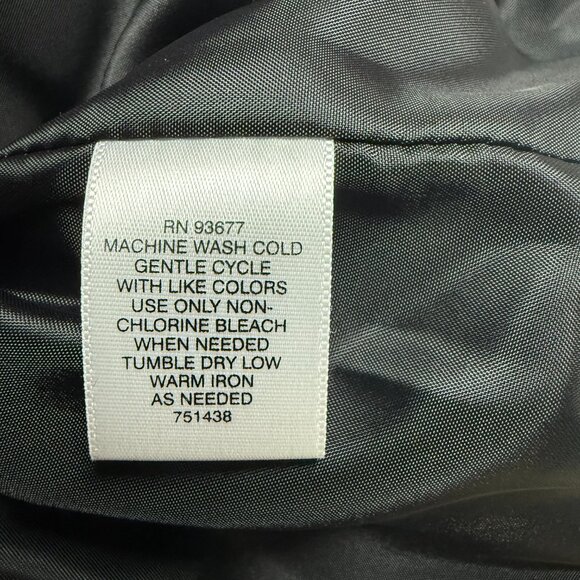 RN 93677
MACHINE WASH COLD
GENTLE CYCLE
WITH LIKE COLORS
USE ONLY NON-
CHLORINE BLEACH
WHEN NEEDED
TUMBLE DRY LOW
WARM IRON
AS NEEDED
751438